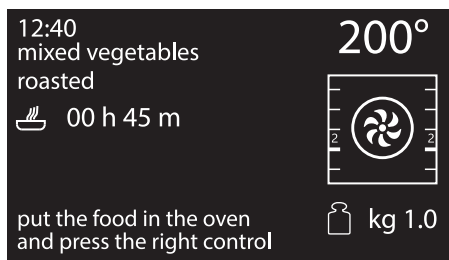 12:40
200°
mixed vegetables
roasted
00 h 45 m
2 2
put the food in the oven
and press the right control
kg 1.0